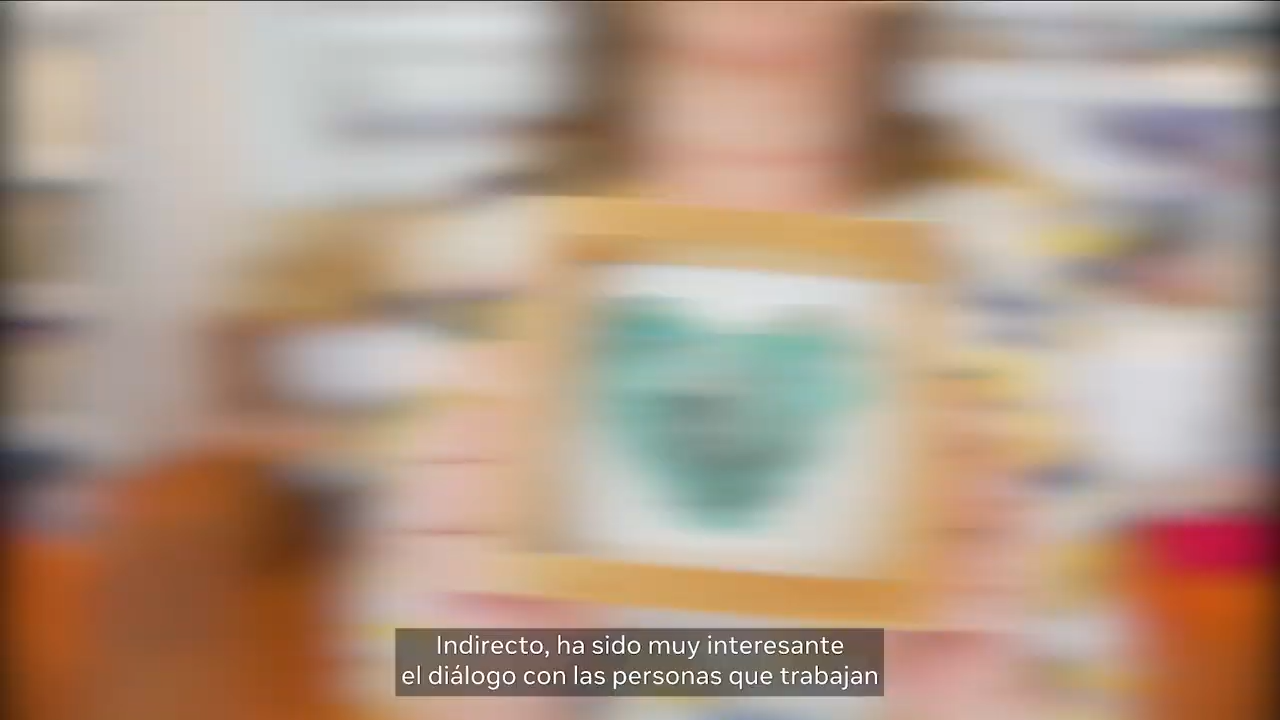 Indirecto, ha sido muy interesante
el diálogo con las personas que trabajan